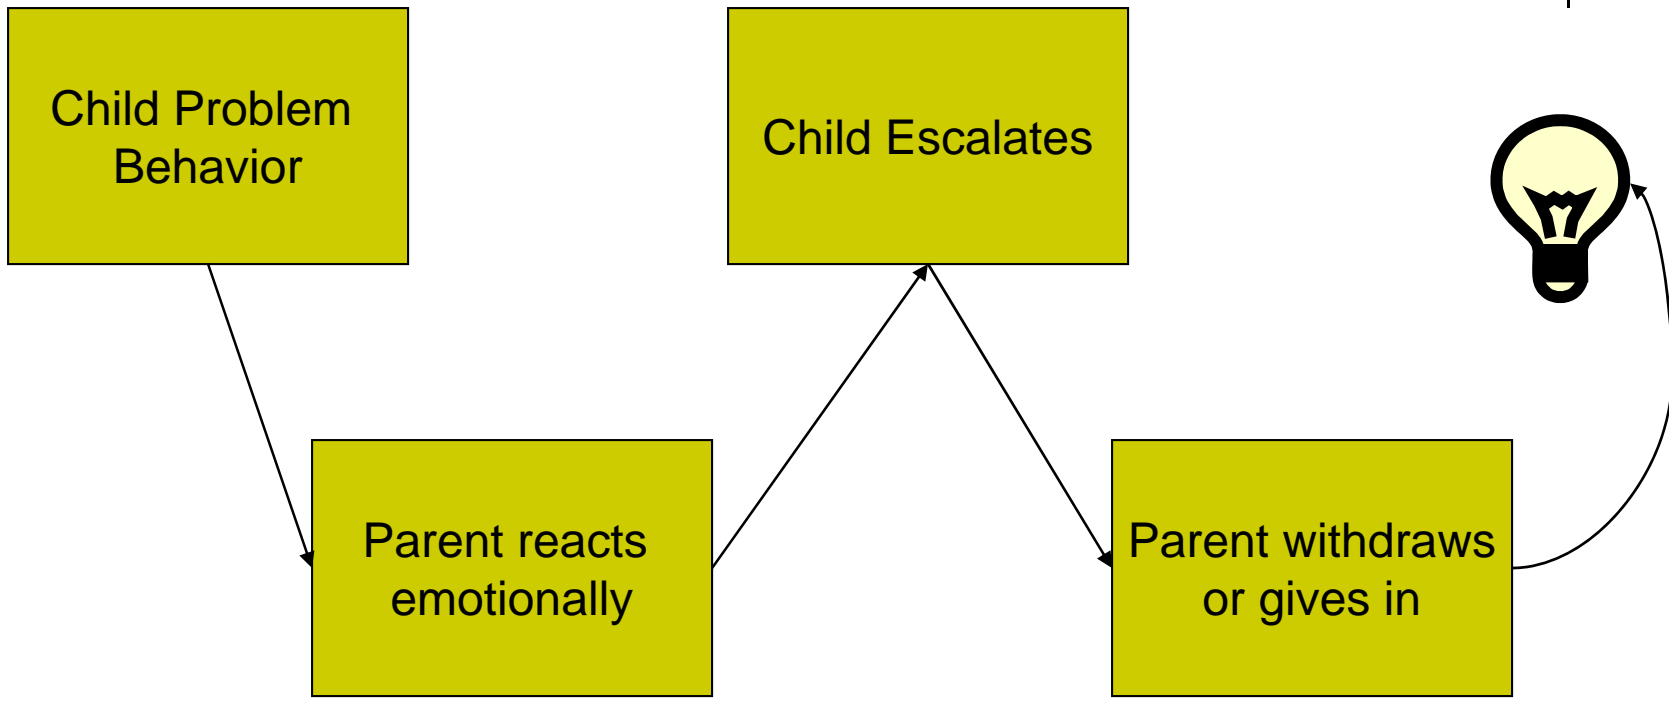 Child Problem
Behavior
Parent reacts
emotionally
Child Escalates
Parent withdraws
or gives in